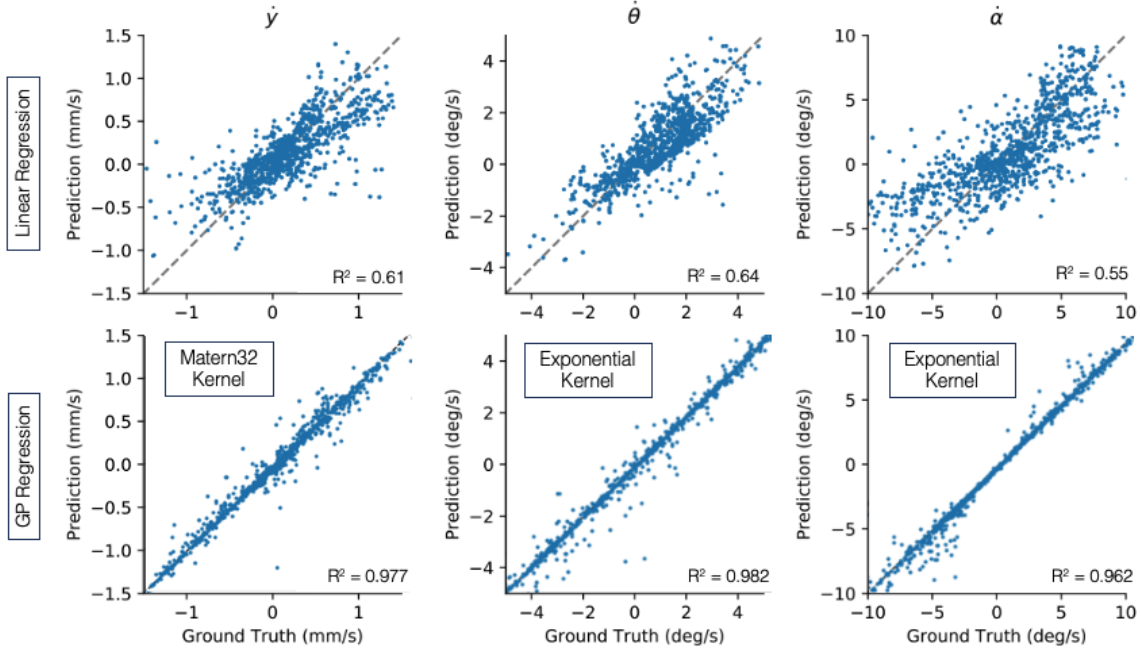 ẏ
θ̇
α̇
Linear Regression
Prediction (mm/s)
1.5
1.0
0.5
0.0
−0.5
−1.0
−1.5
−1
0
1
R² = 0.61
Prediction (deg/s)
4
2
0
−2
−4
−4
−2
0
2
4
R² = 0.64
Prediction (deg/s)
10
5
0
−5
−10
−10
−5
0
5
10
R² = 0.55
GP Regression
Prediction (mm/s)
1.5
1.0
0.5
0.0
−0.5
−1.0
−1.5
Matern32
Kernel
R² = 0.977
−1
0
1
Ground Truth (mm/s)
Prediction (deg/s)
4
2
0
−2
−4
Exponential
Kernel
R² = 0.982
−4
−2
0
2
4
Ground Truth (deg/s)
Prediction (deg/s)
10
5
0
−5
−10
Exponential
Kernel
R² = 0.962
−10
−5
0
5
10
Ground Truth (deg/s)